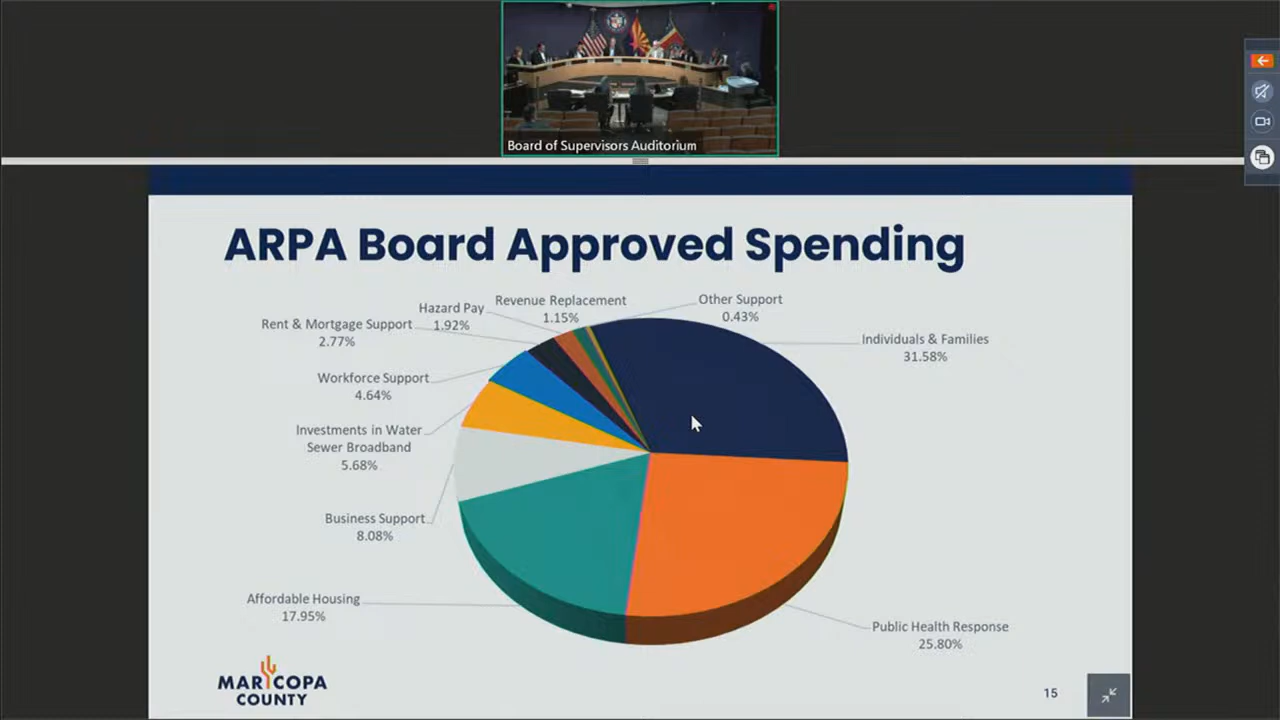 Board of Supervisors Auditorium
ARPA Board Approved Spending
Other Support
0.43%
Revenue Replacement
1.15%
Hazard Pay
1.92%
Rent & Mortgage Support
2.77%
Individuals & Families
31.58%
Workforce Support
4.64%
Investments in Water
Sewer Broadband
5.68%
Business Support
8.08%
Affordable Housing
17.95%
Public Health Response
25.80%
MARICOPA
COUNTY
15